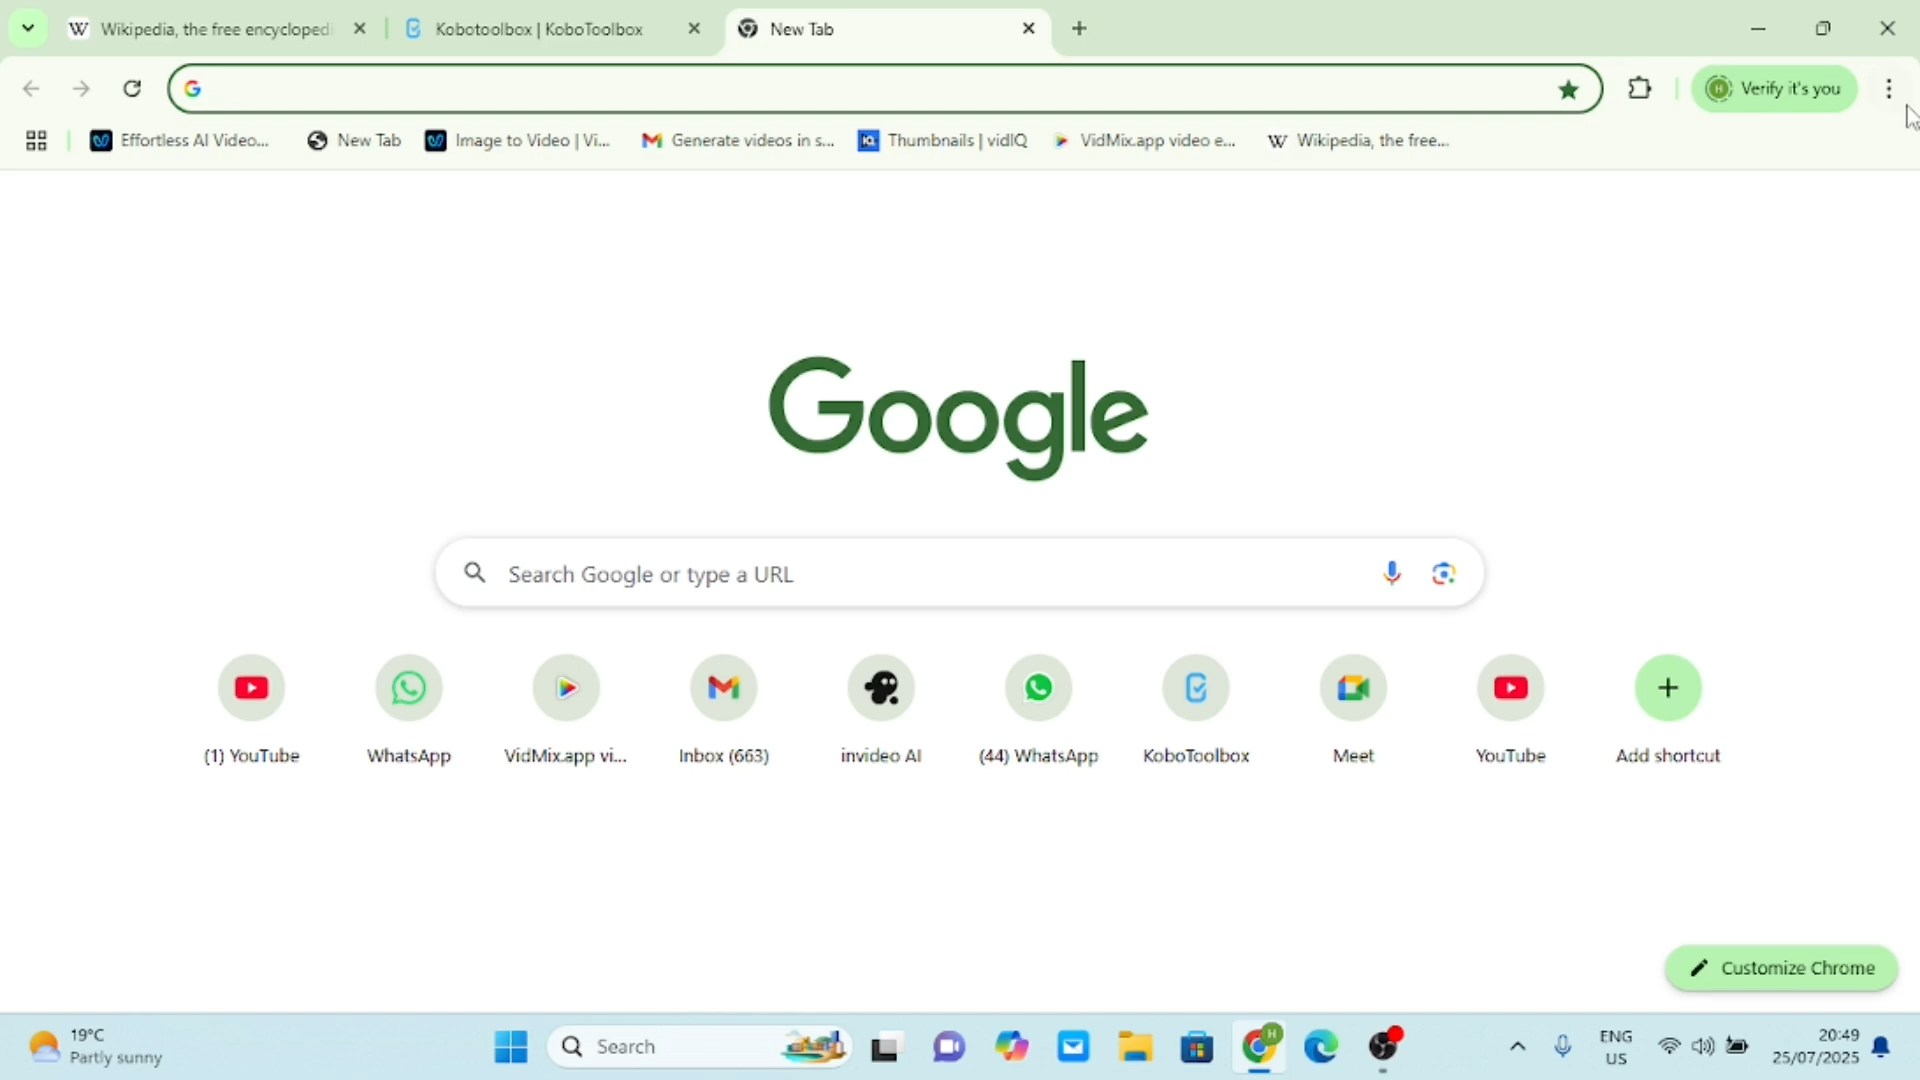 Wikipedia, the free encyclopedi
Kobotoolbox | KoboToolbox
New Tab
Verify it's you
Effortless AI Video...
New Tab
Image to Video | Vi...
Generate videos in s...
Thumbnails | vidIQ
VidMix.app video e...
Wikipedia, the free...
Google
Search Google or type a URL
(1) YouTube
WhatsApp
VidMix.app vi...
Inbox (663)
invideo AI
(44) WhatsApp
KoboToolbox
Meet
YouTube
Add shortcut
Customize Chrome
19°C
Partly sunny
Search
ENG
US
20:49
25/07/2025